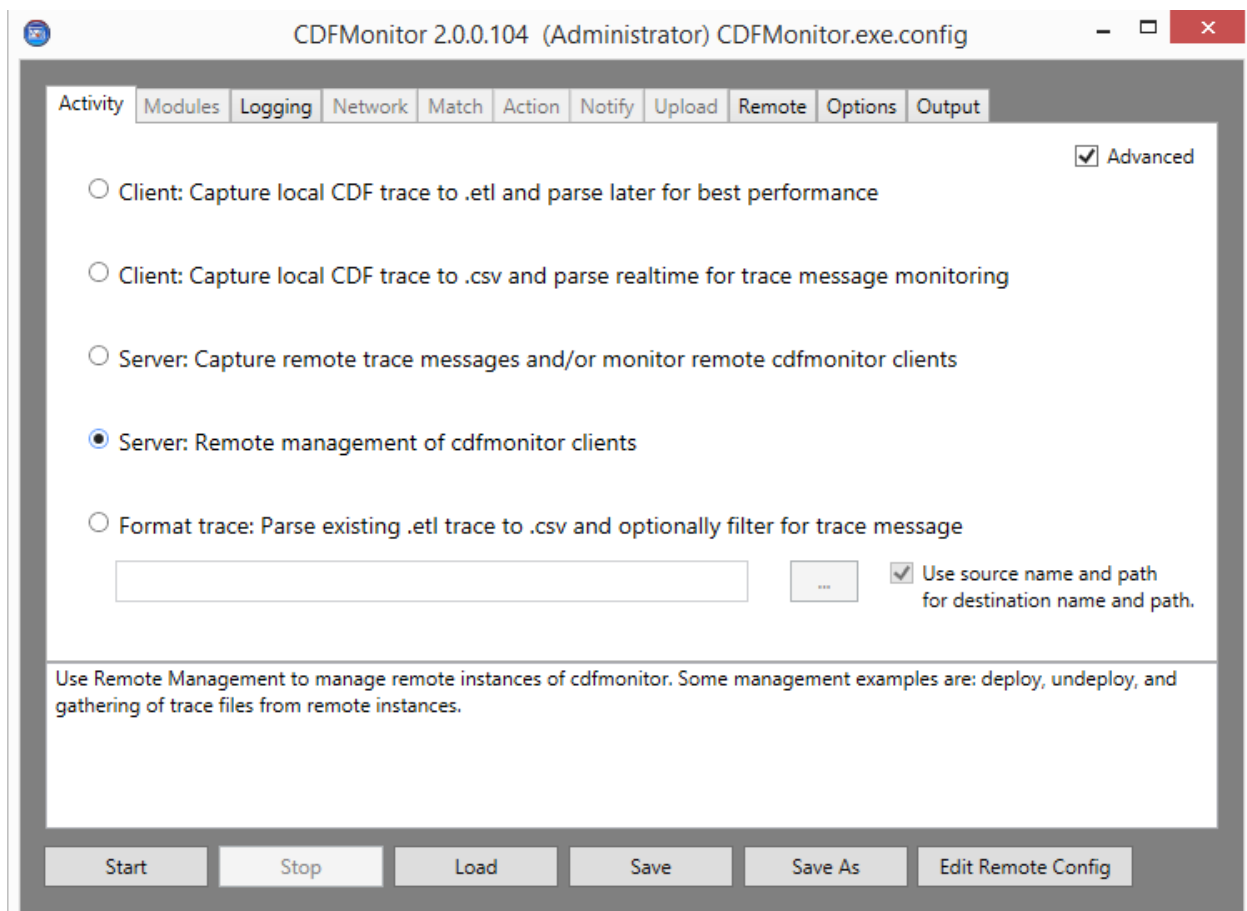 CDFMonitor 2.0.0.104 (Administrator) CDFMonitor.exe.config
Activity Modules Logging Network Match Action Notify Upload Remote Options Output
Advanced
Client: Capture local CDF trace to .etl and parse later for best performance
Client: Capture local CDF trace to .csv and parse realtime for trace message monitoring
Server: Capture remote trace messages and/or monitor remote cdfmonitor clients
Server: Remote management of cdfmonitor clients
Format trace: Parse existing .etl trace to .csv and optionally filter for trace message
... Use source name and path
for destination name and path.
Use Remote Management to manage remote instances of cdfmonitor. Some management examples are: deploy, undeploy, and
gathering of trace files from remote instances.
Start Stop Load Save Save As Edit Remote Config